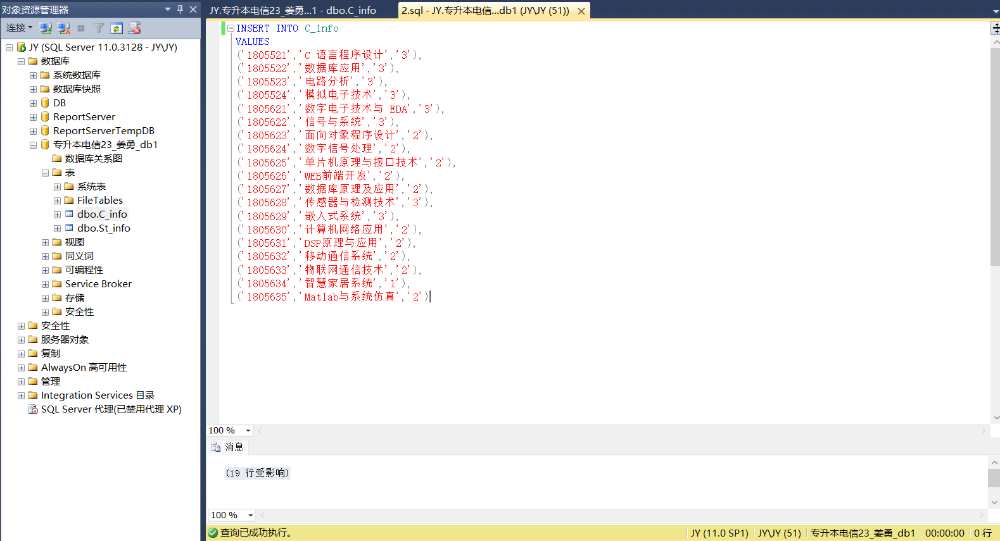 对象资源管理器
连接
JY (SQL Server 11.0.3128 - JY\JY)
数据库
系统数据库
数据库快照
DB
ReportServer
ReportServerTempDB
专升本电信23_姜勇_db1
数据库关系图
表
系统表
FileTables
dbo.C_info
dbo.St_info
视图
同义词
可编程性
Service Broker
存储
安全性
安全性
服务器对象
复制
AlwaysOn 高可用性
管理
Integration Services 目录
SQL Server 代理(已禁用代理 XP)
JY.专升本电信23_姜勇...1 - dbo.C_info
2.sql - JY.专升本电信...db1 (JY\JY (51))
INSERT INTO C_info
VALUES
('1805521','C 语言程序设计','3'),
('1805522','数据库应用','3'),
('1805523','电路分析','3'),
('1805524','模拟电子技术','3'),
('1805621','数字电子技术与 EDA','3'),
('1805622','信号与系统','3'),
('1805623','面向对象程序设计','2'),
('1805624','数字信号处理','2'),
('1805625','单片机原理与接口技术','2'),
('1805626','WEB前端开发','2'),
('1805627','数据库原理及应用','2'),
('1805628','传感器与检测技术','3'),
('1805629','嵌入式系统','3'),
('1805630','计算机网络应用','2'),
('1805631','DSP原理与应用','2'),
('1805632','移动通信系统','2'),
('1805633','物联网通信技术','2'),
('1805634','智慧家居系统','1'),
('1805635','Matlab与系统仿真','2')
100 %
消息
(19 行受影响)
100 %
查询已成功执行。
JY (11.0 SP1)
JY\JY (51)
专升本电信23_姜勇_db1
00:00:00
0 行